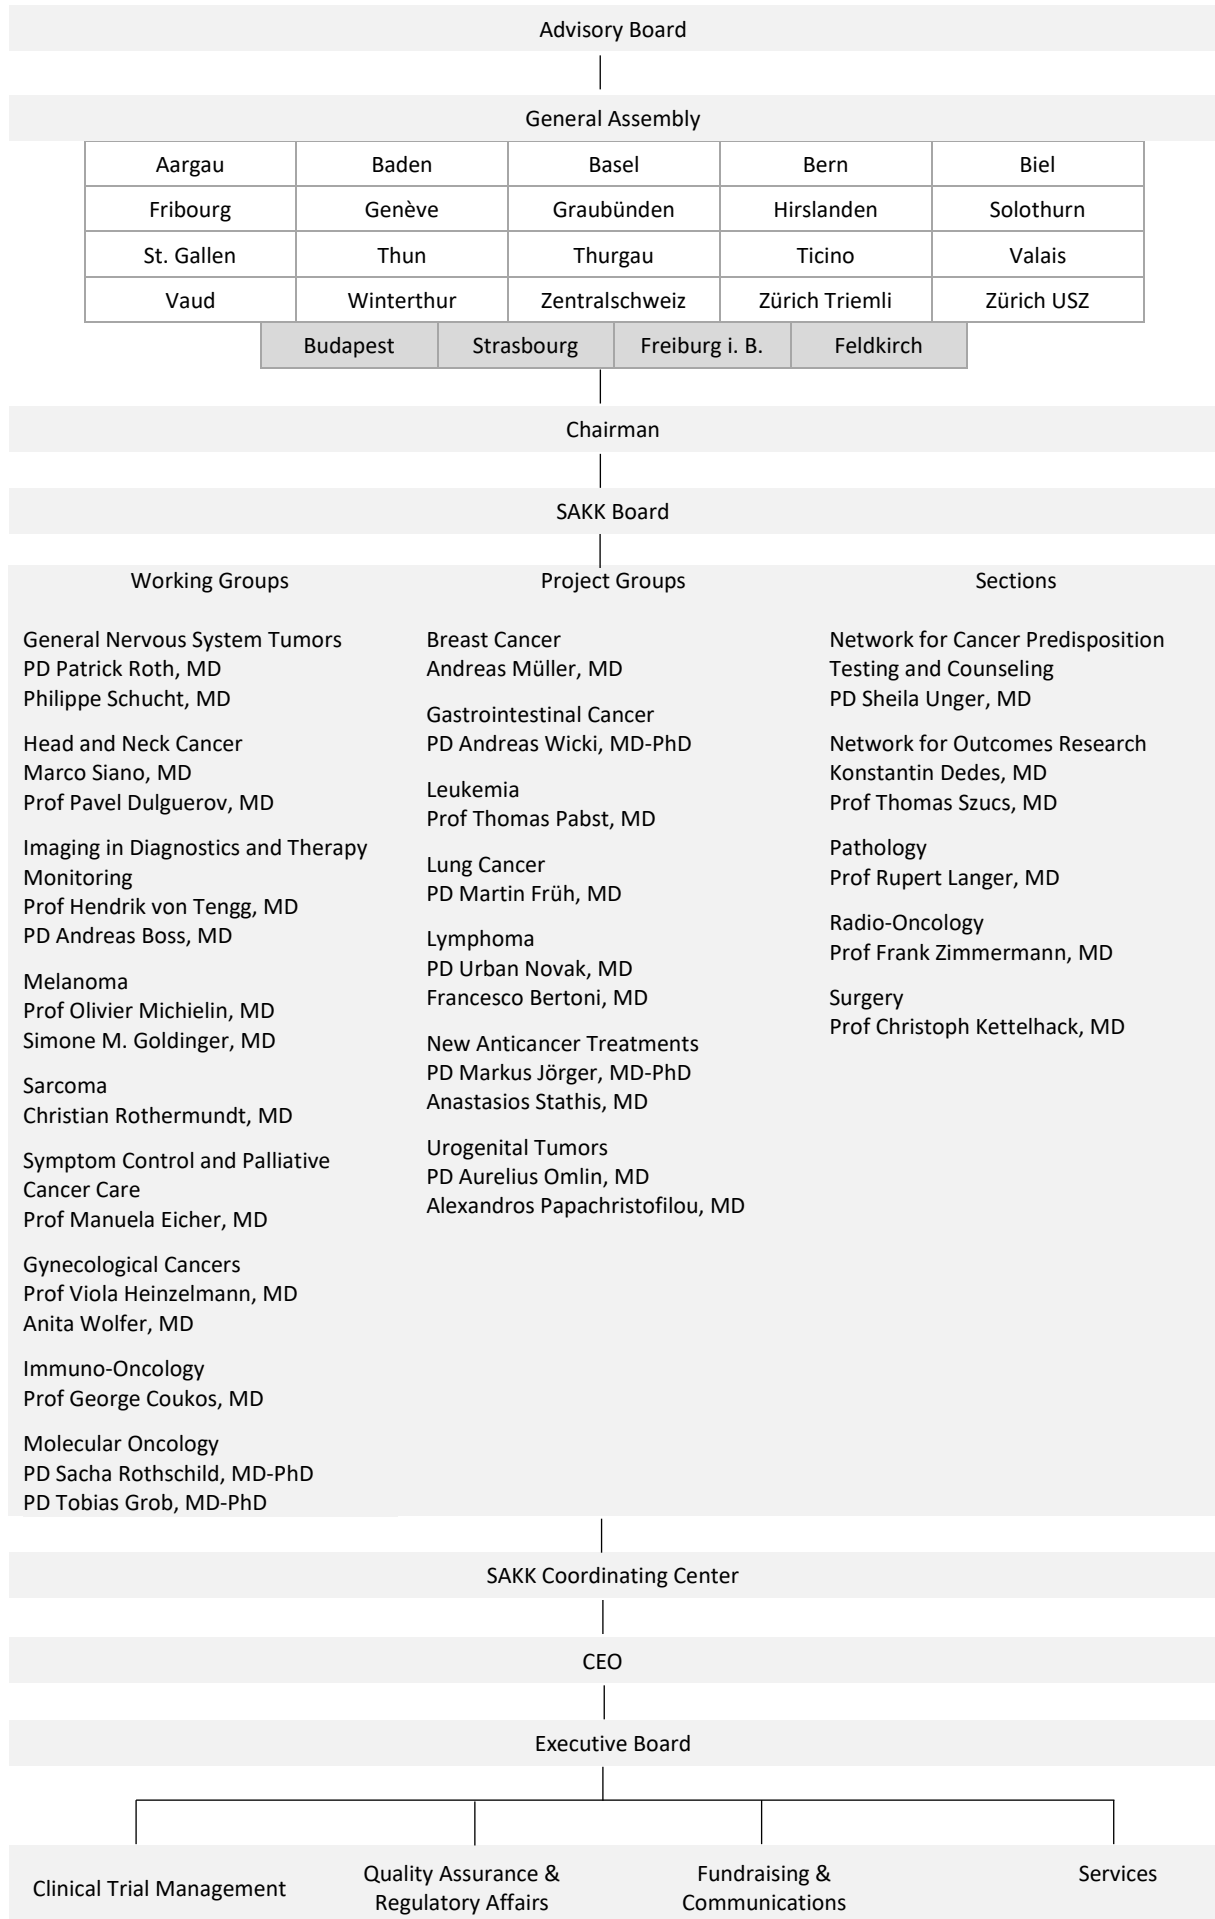 Advisory Board
General Assembly
Aargau Baden Basel Bern Biel
Fribourg Genève Graubünden Hirslanden Solothurn
St. Gallen Thun Thurgau Ticino Valais
Vaud Winterthur Zentralschweiz Zürich Triemli Zürich USZ
Budapest Strasbourg Freiburg i. B. Feldkirch
Chairman
SAKK Board
Working Groups
General Nervous System Tumors
PD Patrick Roth, MD
Philippe Schucht, MD
Head and Neck Cancer
Marco Siano, MD
Prof Pavel Dulguerov, MD
Imaging in Diagnostics and Therapy
Monitoring
Prof Hendrik von Tengg, MD
PD Andreas Boss, MD
Melanoma
Prof Olivier Michielin, MD
Simone M. Goldinger, MD
Sarcoma
Christian Rothermundt, MD
Symptom Control and Palliative
Cancer Care
Prof Manuela Eicher, MD
Gynecological Cancers
Prof Viola Heinzelmann, MD
Anita Wolfer, MD
Immuno-Oncology
Prof George Coukos, MD
Molecular Oncology
PD Sacha Rothschild, MD-PhD
PD Tobias Grob, MD-PhD
Project Groups
Breast Cancer
Andreas Müller, MD
Gastrointestinal Cancer
PD Andreas Wicki, MD-PhD
Leukemia
Prof Thomas Pabst, MD
Lung Cancer
PD Martin Früh, MD
Lymphoma
PD Urban Novak, MD
Francesco Bertoni, MD
New Anticancer Treatments
PD Markus Jörger, MD-PhD
Anastasios Stathis, MD
Urogenital Tumors
PD Aurelius Omlin, MD
Alexandros Papachristofilou, MD
Sections
Network for Cancer Predisposition
Testing and Counseling
PD Sheila Unger, MD
Network for Outcomes Research
Konstantin Dedes, MD
Prof Thomas Szucs, MD
Pathology
Prof Rupert Langer, MD
Radio-Oncology
Prof Frank Zimmermann, MD
Surgery
Prof Christoph Kettelhack, MD
SAKK Coordinating Center
CEO
Executive Board
Clinical Trial Management
Quality Assurance &
Regulatory Affairs
Fundraising &
Communications
Services